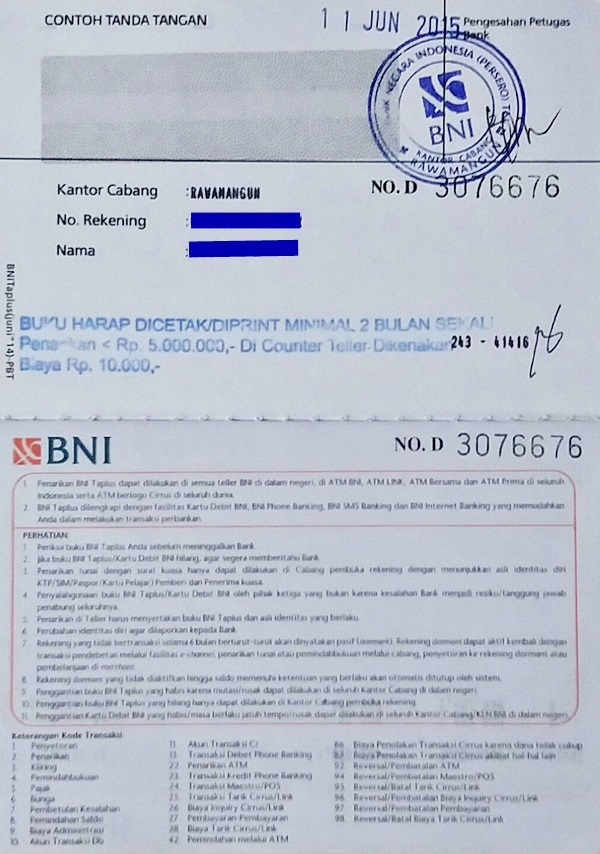 CONTOH TANDA TANGAN
11 JUN 2015
Pengesahan Petugas
Bank
NEGARA INDONESIA (PERSERO)
BNI
KANTOR CABANG
RAWAMANGUN
Kantor Cabang : RAWAMANGUN
NO. D 3076676
No. Rekening :
Nama :
BNITaplus(Juni'14)-PBT
BUKU HARAP DICETAK/DIPRINT MINIMAL 2 BULAN SEKALI
Penarikan < Rp. 5.000.000,- Di Counter Teller Dikenakan
243 - 41416
Biaya Rp. 10.000,-
BNI
NO. D 3076676
1. Penarikan BNI Taplus dapat dilakukan di semua teller BNI di dalam negeri, di ATM BNI, ATM LINK, ATM Bersama dan ATM Prima di seluruh
Indonesia serta ATM berlogo Cirrus di seluruh dunia.
2. BNI Taplus dilengkapi dengan fasilitas Kartu Debit BNI, BNI Phone Banking, BNI SMS Banking dan BNI Internet Banking yang memudahkan
Anda dalam melakukan transaksi perbankan.
PERHATIAN:
1. Periksa buku BNI Taplus Anda sebelum meninggalkan Bank.
2. Jika buku BNI Taplus/Kartu Debit BNI hilang, agar segera memberitahu Bank.
3. Penarikan tunai dengan surat kuasa hanya dapat dilakukan di Cabang pembuka rekening dengan menunjukkan asli identitas diri
KTP/SIM/Paspor/Kartu Pelajar) Pemberi dan Penerima kuasa.
4. Penyalahgunaan buku BNI Taplus/Kartu Debit BNI oleh pihak ketiga yang bukan karena kesalahan Bank menjadi resiko/tanggung jawab
penabung seluruhnya.
5. Penarikan di Teller harus menyertakan buku BNI Taplus dan asli identitas yang berlaku.
6. Perubahan identitas diri agar dilaporkan kepada Bank.
7. Rekening yang tidak bertransaksi selama 6 bulan berturut-turut akan dinyatakan pasif (dormant). Rekening dormant dapat aktif kembali dengan
transaksi pendebetan melalui fasilitas e-channel, penarikan tunai atau pemindahbukuan melalui cabang, penyetoran ke rekening dormant atau
pembelanjaan di merchant.
8. Rekening dormant yang tidak diaktifkan hingga saldo memenuhi ketentuan yang berlaku akan otomatis ditutup oleh sistem.
9. Penggantian buku BNI Taplus yang habis karena mutasi/rusak dapat dilakukan di seluruh Kantor Cabang di dalam negeri.
10. Penggantian buku BNI Taplus yang hilang hanya dapat dilakukan di Kantor Cabang pembuka rekening.
11. Penggantian Kartu Debit BNI yang habis/masa berlaku jatuh tempo/rusak dapat dilakukan di seluruh Kantor Cabang/KLN BNI di dalam negeri.
Keterangan Kode Transaksi
1. Penyetoran
2. Penarikan
3. Kliring
4. Pemindahbukuan
5. Pajak
6. Bunga
7. Pembetulan Kesalahan
8. Pemindahan Saldo
9. Biaya Administrasi
10. Akun Transaksi Db
11. Akun Transaksi Cr
13. Transaksi Debet Phone Banking
22. Penarikan ATM
23. Transaksi Kredit Phone Banking
24. Transaksi Maestro/POS
25. Transaksi Tarik Cirrus/Link
26. Biaya Inquiry Cirrus/Link
27. Pembayaran-Pembayaran
28. Biaya Tarik Cirrus/Link
42. Pemindahan melalui ATM
86. Biaya Penolakan Transaksi Cirrus karena dana tidak cukup
87. Biaya Penolakan Transaksi Cirrus akibat hal-hal lain
92. Reversal/Pembatalan ATM
94. Reversal/Pembatalan Maestro/POS
95. Reversal/Batal Tarik Cirrus/Link
96. Reversal/Pembatalan Biaya Inquiry Cirrus/Link
97. Reversal/Pembatalan Pembayaran
98. Reversal/Batal Biaya Tarik Cirrus/Link